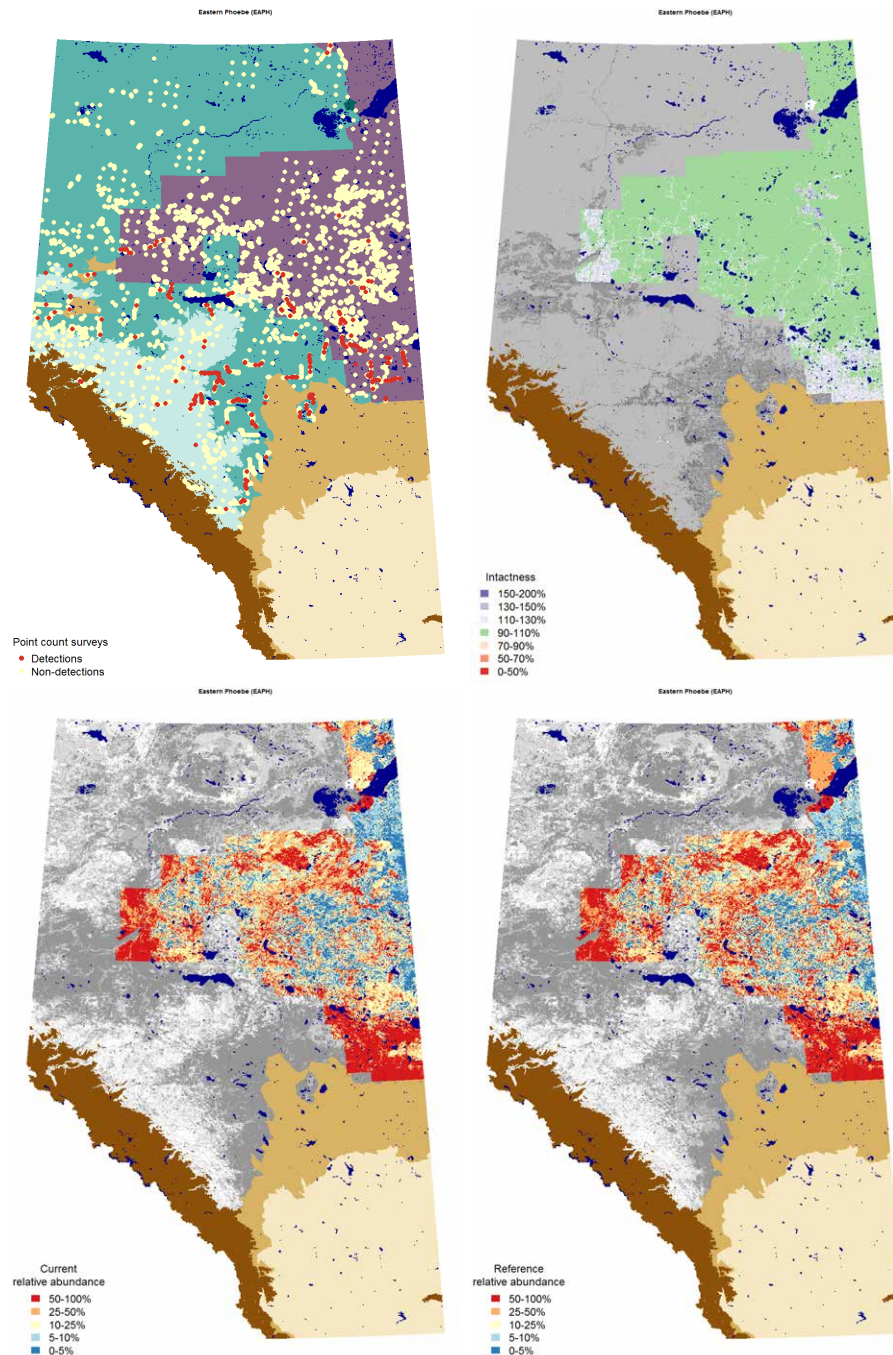 Eastern Phoebe (EAPH)
Point count surveys
Detections
Non-detections
Eastern Phoebe (EAPH)
Intactness
150-200%
130-150%
110-130%
90-110%
70-90%
50-70%
0-50%
Eastern Phoebe (EAPH)
Current
relative abundance
50-100%
25-50%
10-25%
5-10%
0-5%
Eastern Phoebe (EAPH)
Reference
relative abundance
50-100%
25-50%
10-25%
5-10%
0-5%